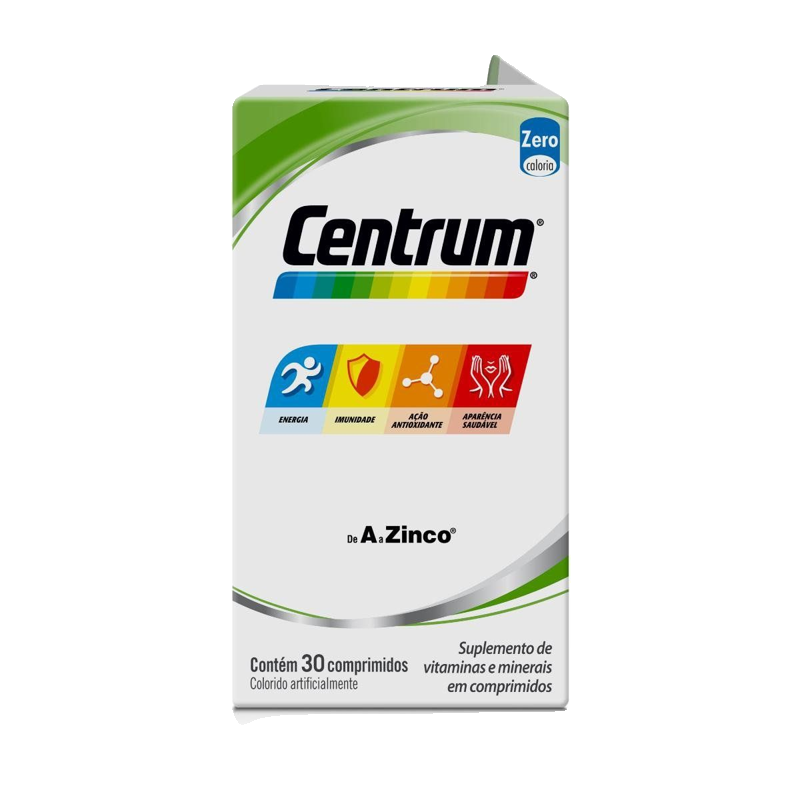 Centrum
Zero
caloria
Centrum®
®
ENERGIA
IMUNIDADE
AÇÃO
ANTIOXIDANTE
APARÊNCIA
SAUDÁVEL
De A a Zinco®
Contém 30 comprimidos
Colorido artificialmente
Suplemento de
vitaminas e minerais
em comprimidos